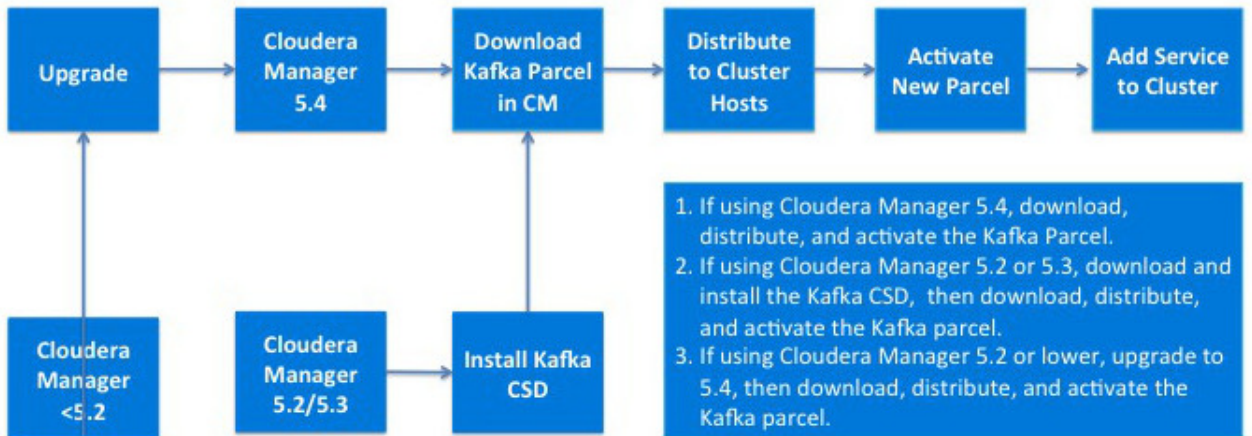 Upgrade
Cloudera
Manager
5.4
Download
Kafka Parcel
in CM
Distribute
to Cluster
Hosts
Activate
New Parcel
Add Service
to Cluster
Cloudera
Manager
<5.2
Cloudera
Manager
5.2/5.3
Install Kafka
CSD
1. If using Cloudera Manager 5.4, download,
distribute, and activate the Kafka Parcel.
2. If using Cloudera Manager 5.2 or 5.3, download and
install the Kafka CSD, then download, distribute,
and activate the Kafka parcel.
3. If using Cloudera Manager 5.2 or lower, upgrade to
5.4, then download, distribute, and activate the
Kafka parcel.